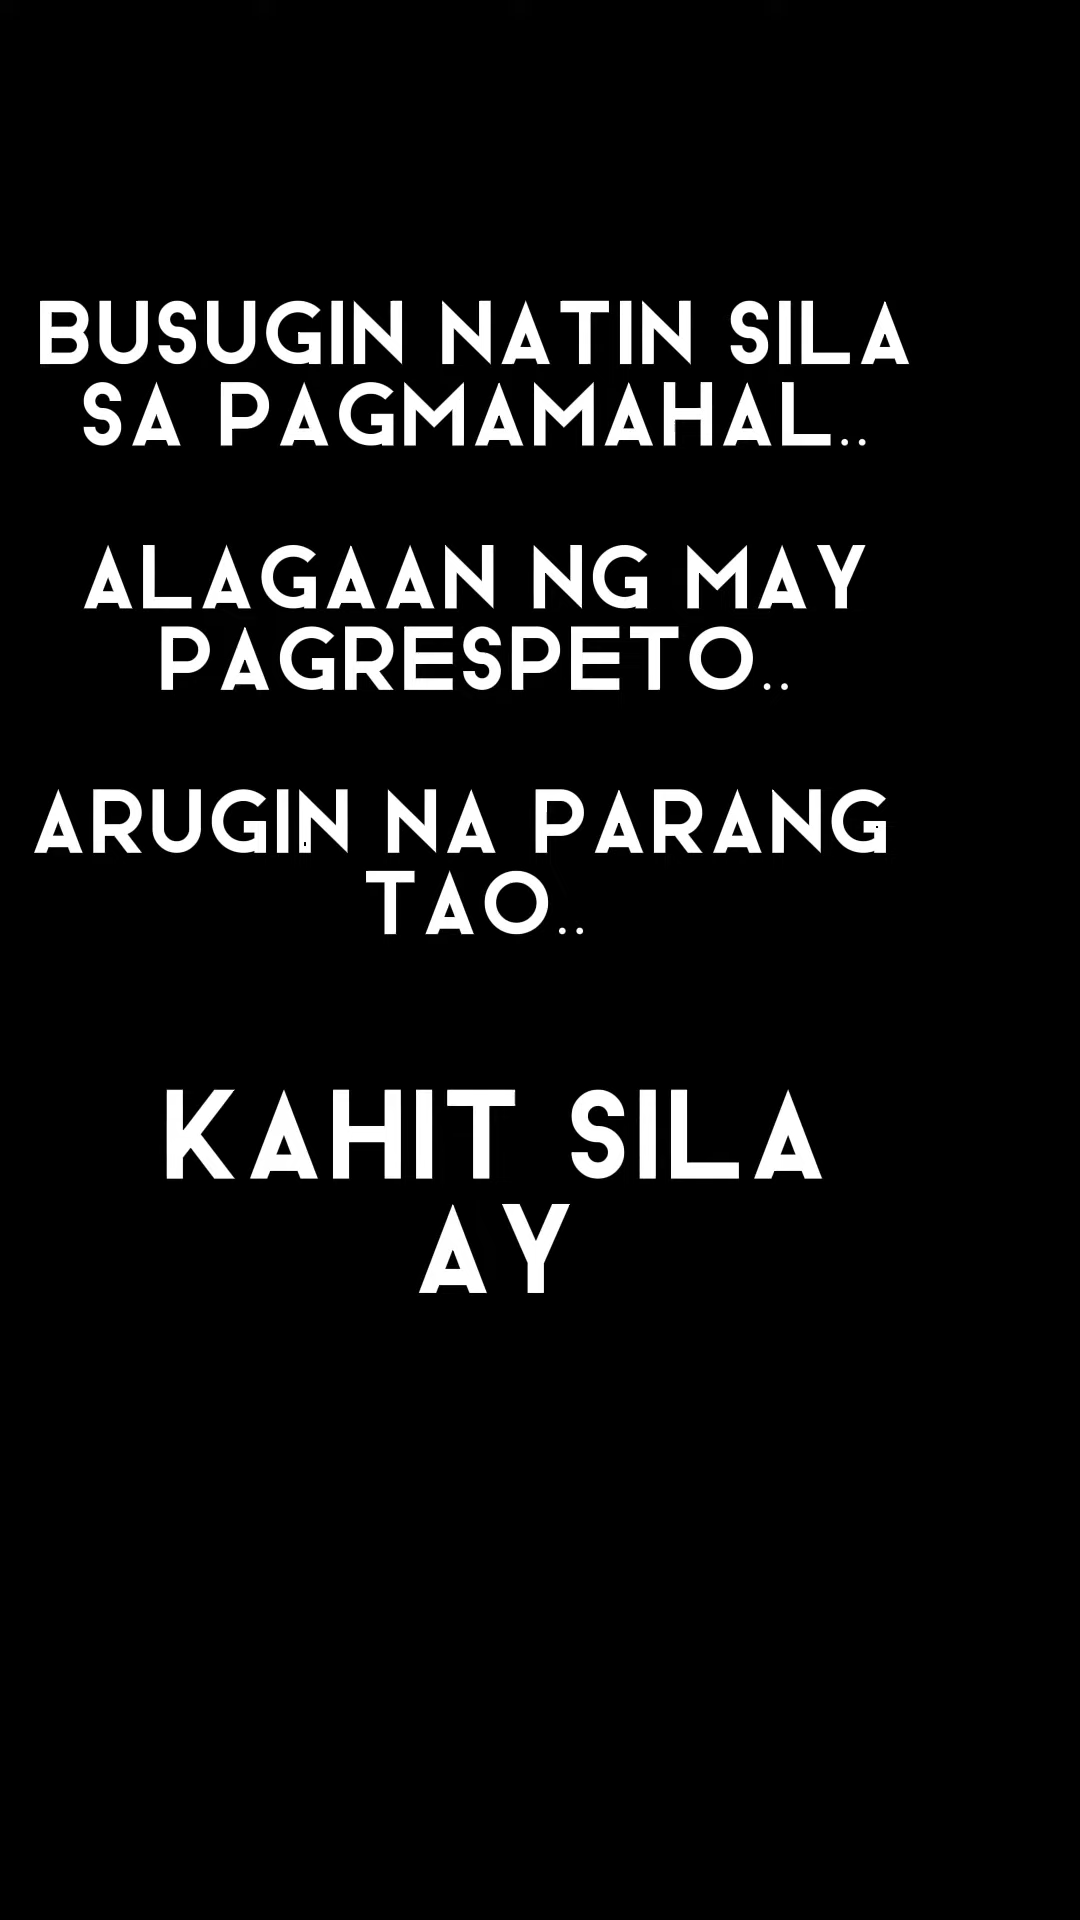 BUSUGIN NATIN SILA
SA PAGMAMAHAL..
ALAGAAN NG MAY
PAGRESPETO..
ARUGIN NA PARANG
TAO..
KAHIT SILA
AY